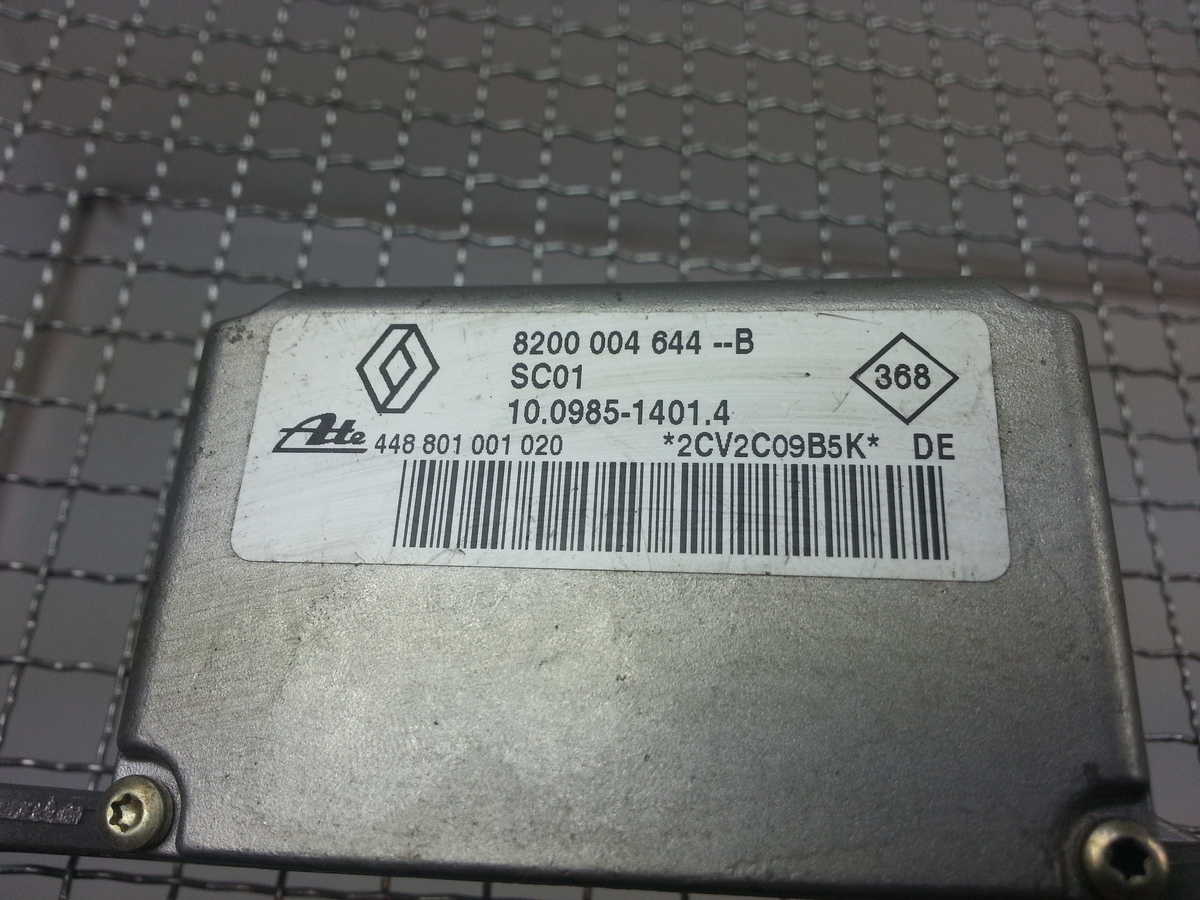 8200 004 644 --B
SC01
368
10.0985-1401.4
Ate 448 801 001 020 *2CV2C09B5K* DE